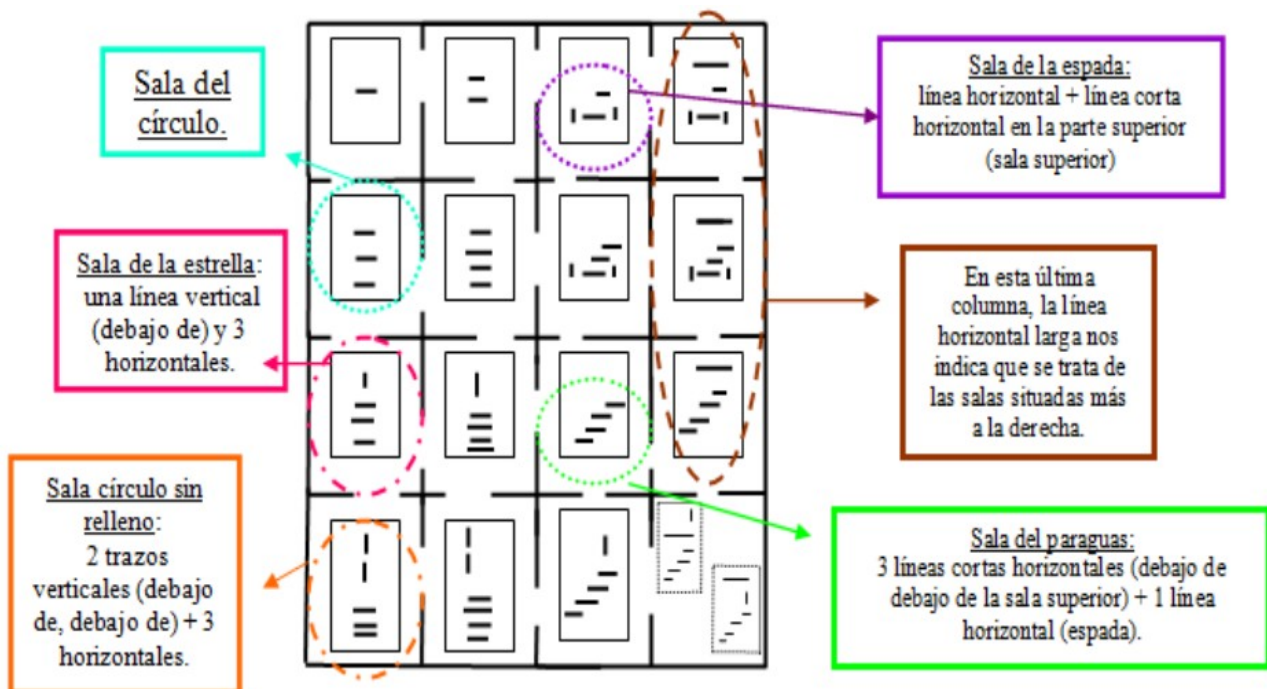 Sala del
círculo.
Sala de la estrella:
una línea vertical
(debajo de) y 3
horizontales.
Sala círculo sin
relleno:
2 trazos
verticales (debajo
de, debajo de) + 3
horizontales.
Sala de la espada:
línea horizontal + línea corta
horizontal en la parte superior
(sala superior)
En esta última
columna, la línea
horizontal larga nos
indica que se trata de
las salas situadas más
a la derecha.
Sala del paraguas:
3 líneas cortas horizontales (debajo de
debajo de la sala superior) + 1 línea
horizontal (espada).